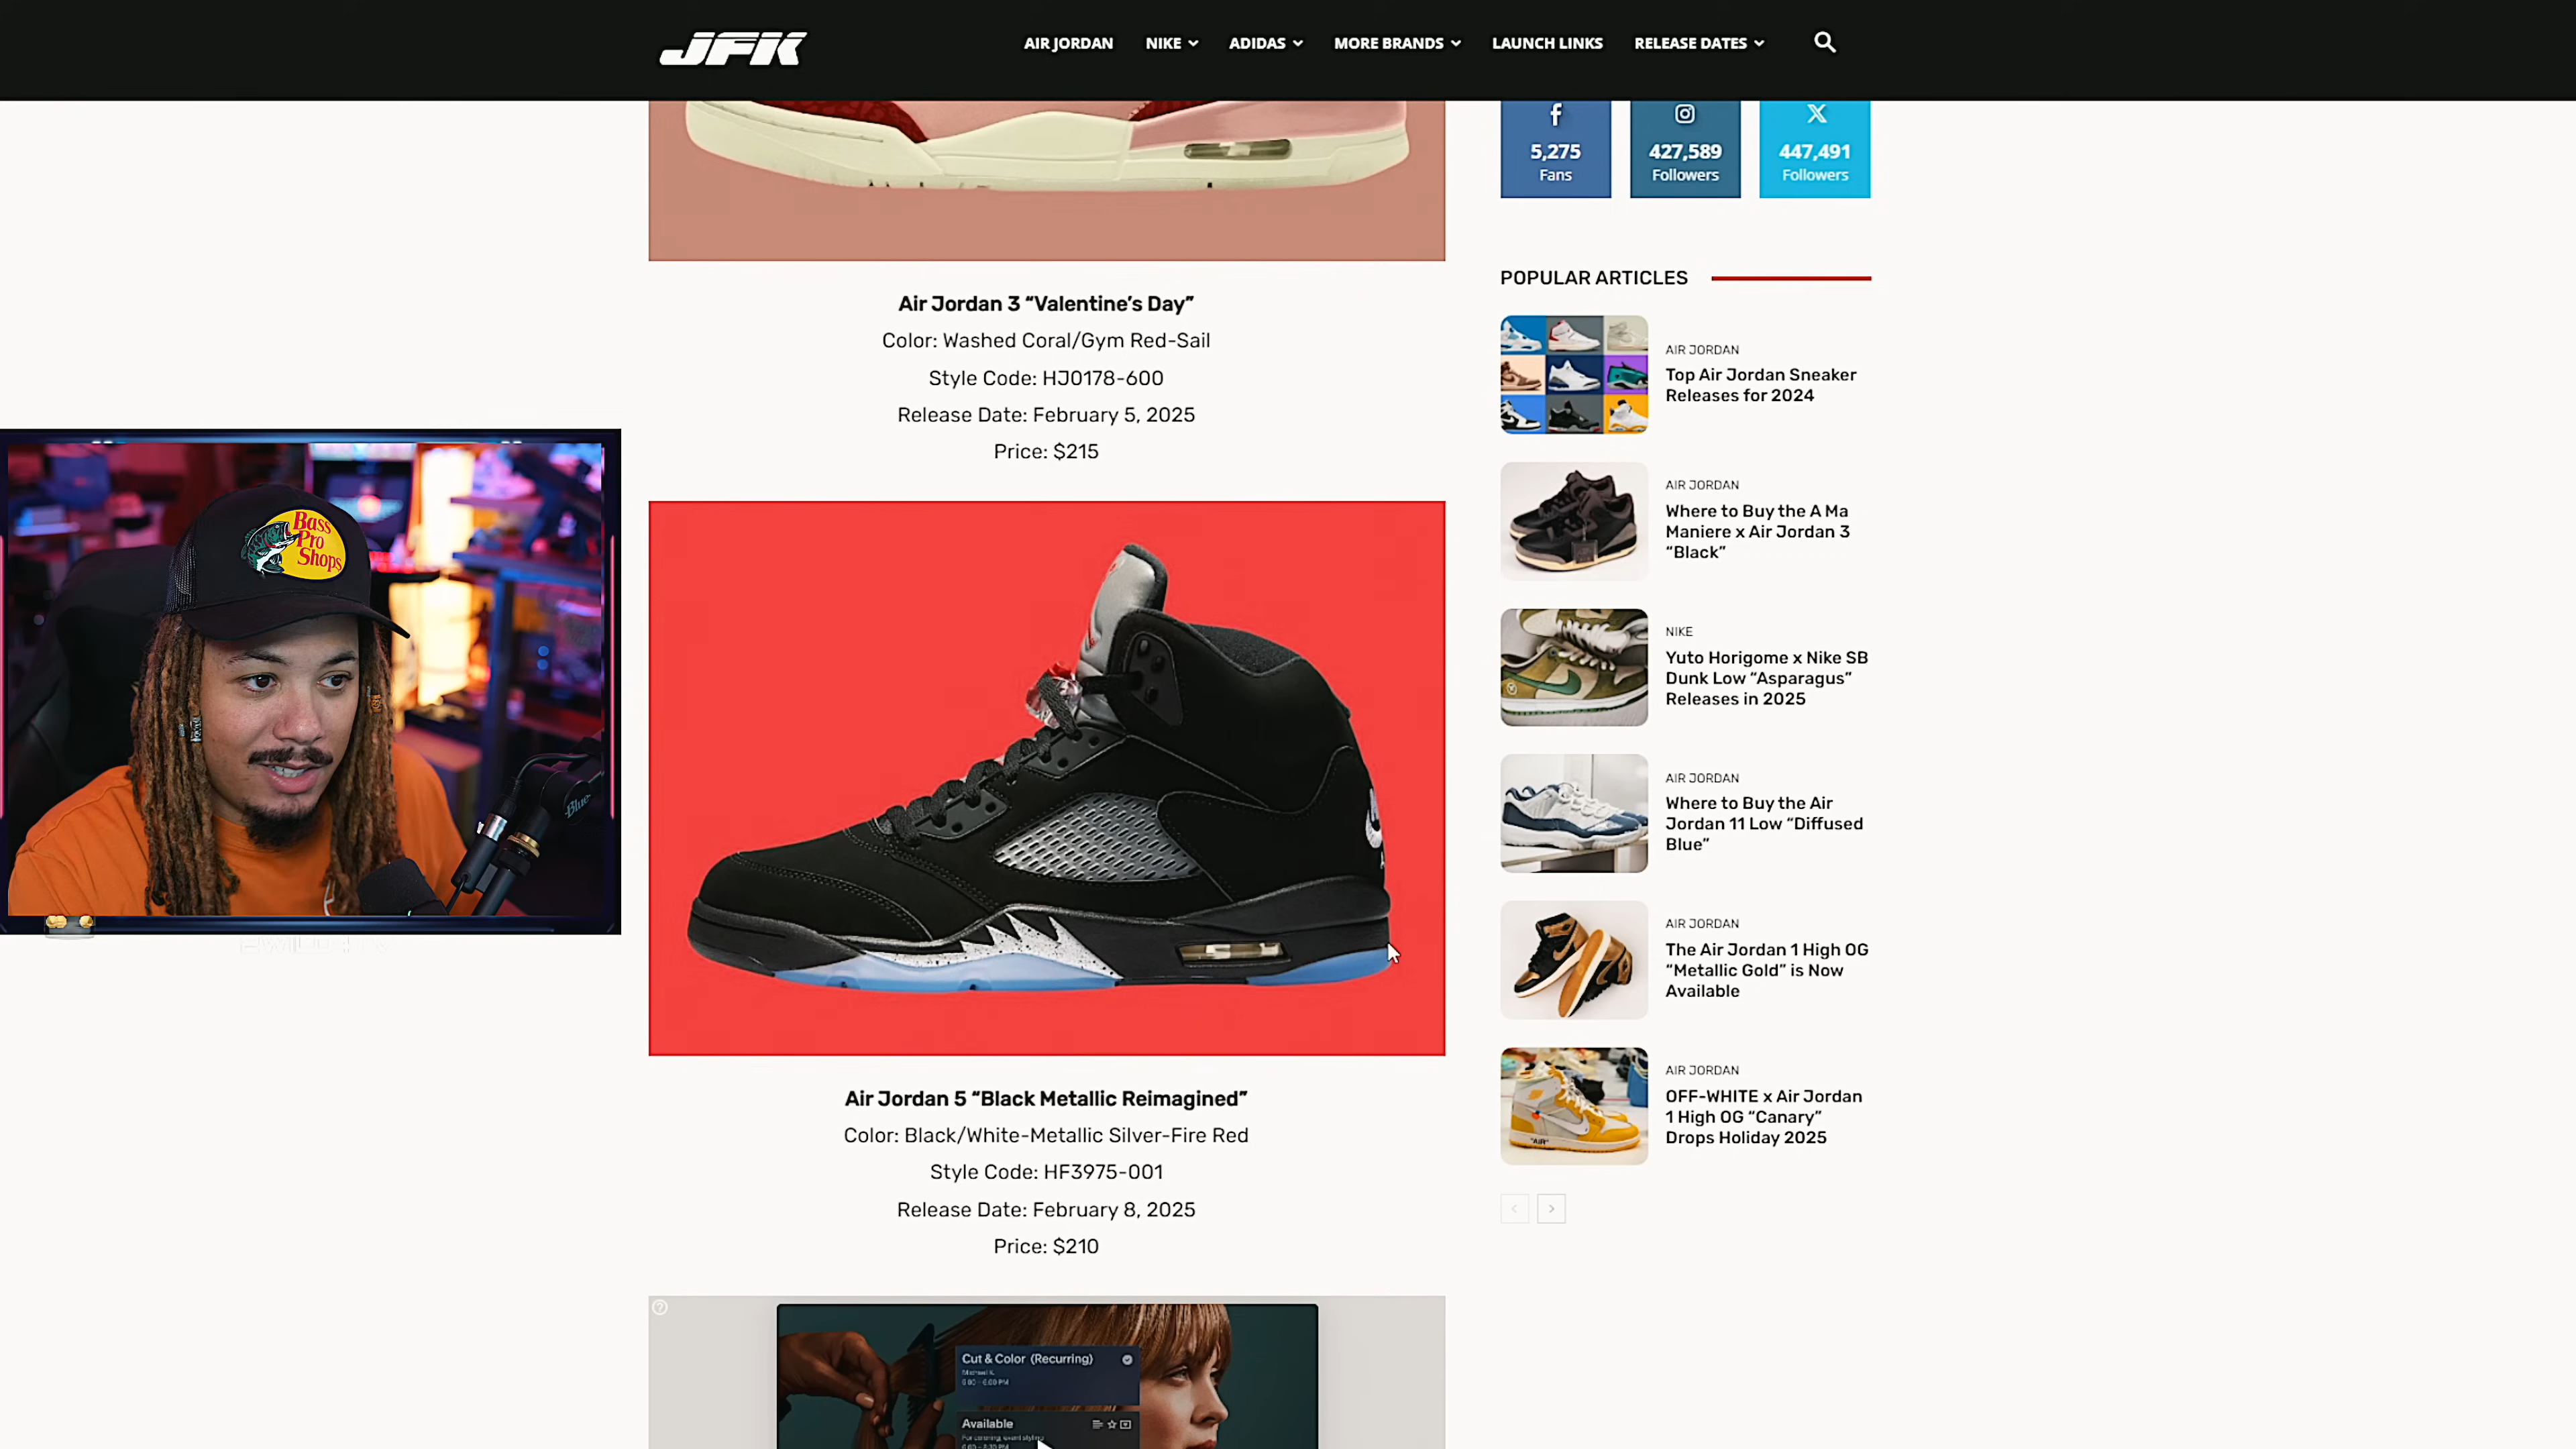 JFK
AIR JORDAN
NIKE
ADIDAS
MORE BRANDS
LAUNCH LINKS
RELEASE DATES
5,275
Fans
427,589
Followers
447,491
Followers
Air Jordan 3 “Valentine’s Day”
Color: Washed Coral/Gym Red-Sail
Style Code: HJ0178-600
Release Date: February 5, 2025
Price: $215
Bass
Pro
Shops
Blue
Air Jordan 5 “Black Metallic Reimagined”
Color: Black/White-Metallic Silver-Fire Red
Style Code: HF3975-001
Release Date: February 8, 2025
Price: $210
Cut & Color (Recurring)
Available
POPULAR ARTICLES
AIR JORDAN
Top Air Jordan Sneaker
Releases for 2024
AIR JORDAN
Where to Buy the A Ma
Maniere x Air Jordan 3
“Black”
NIKE
Yuto Horigome x Nike SB
Dunk Low “Asparagus”
Releases in 2025
AIR JORDAN
Where to Buy the Air
Jordan 11 Low “Diffused
Blue”
AIR JORDAN
The Air Jordan 1 High OG
“Metallic Gold” is Now
Available
AIR JORDAN
OFF-WHITE x Air Jordan
1 High OG “Canary”
Drops Holiday 2025
"AIR"